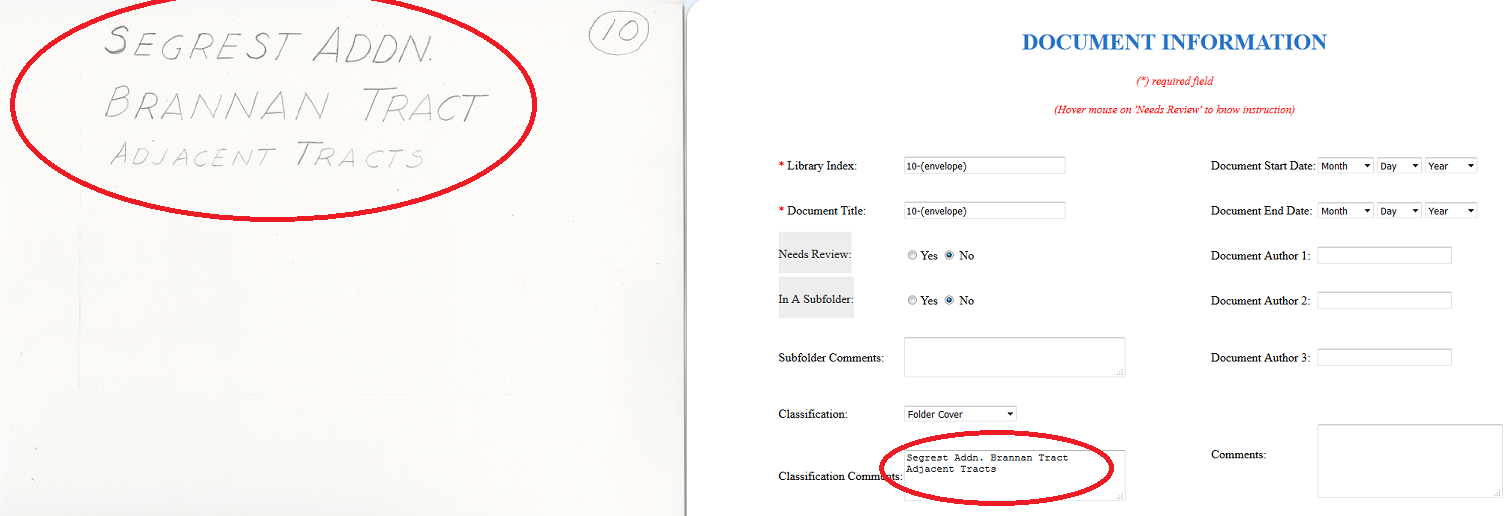 SEGREST ADDN.
10
BRANNAN TRACT
ADJACENT TRACTS
DOCUMENT INFORMATION
(*) required field
(Hover mouse on 'Needs Review' to know instruction)
* Library Index: 10-(envelope)
Document Start Date: Month Day Year
* Document Title: 10-(envelope)
Document End Date: Month Day Year
Needs Review: Yes No
Document Author 1:
In A Subfolder: Yes No
Document Author 2:
Subfolder Comments:
Document Author 3:
Classification: Folder Cover
Classification Comments:
Segrest Addn. Brannan Tract
Adjacent Tracts
Comments: